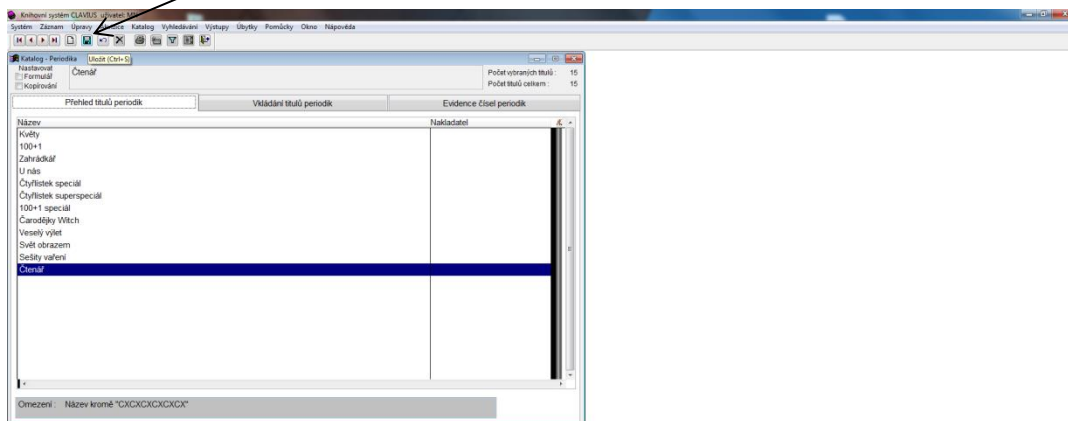 Knihovní systém CLAVIUS uživatel:
Systém Záznam Úpravy Katalog Vyhledávání Výstupy Úbytky Pomůcky Okno Nápověda
Katalog - Periodika
Uložit (Ctrl+S)
Nastavovat
Formulář
Kopírování
Čtenář
Počet vybraných titulů : 15
Počet titulů celkem : 15
Přehled titulů periodik Vkládání titulů periodik Evidence čísel periodik
Název Nakladatel
Květy
100+1
Zahrádkář
U nás
Čtyřlístek speciál
Čtyřlístek superspeciál
100+1 speciál
Čarodějky Witch
Veselý výlet
Svět obrazem
Sešity vaření
Čtenář
Omezení : Název kromě "CXCXCXCXCXCX"